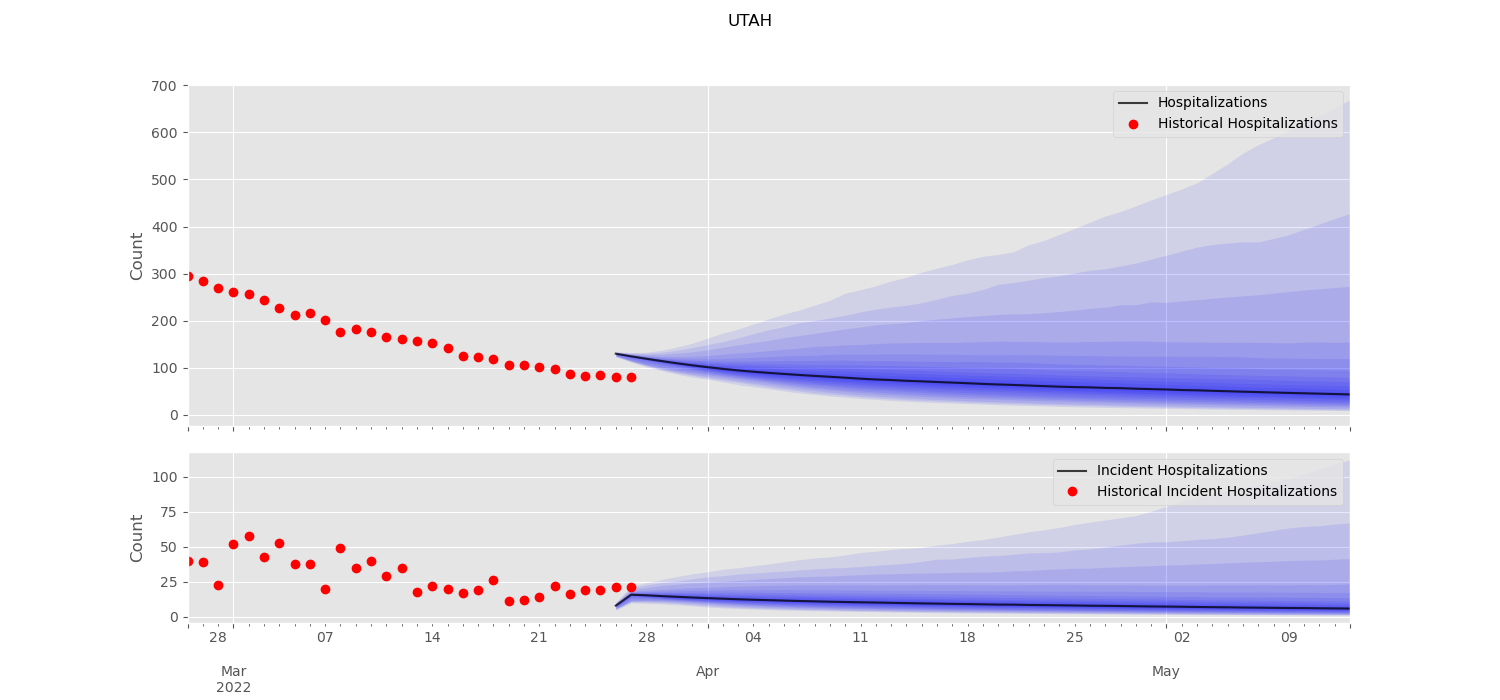 UTAH
700
600
500
400
300
200
100
0
Count
Hospitalizations
Historical Hospitalizations
100
75
50
25
0
Count
Incident Hospitalizations
Historical Incident Hospitalizations
28 07 14 21 28 04 11 18 25 02 09
Mar Apr May
2022